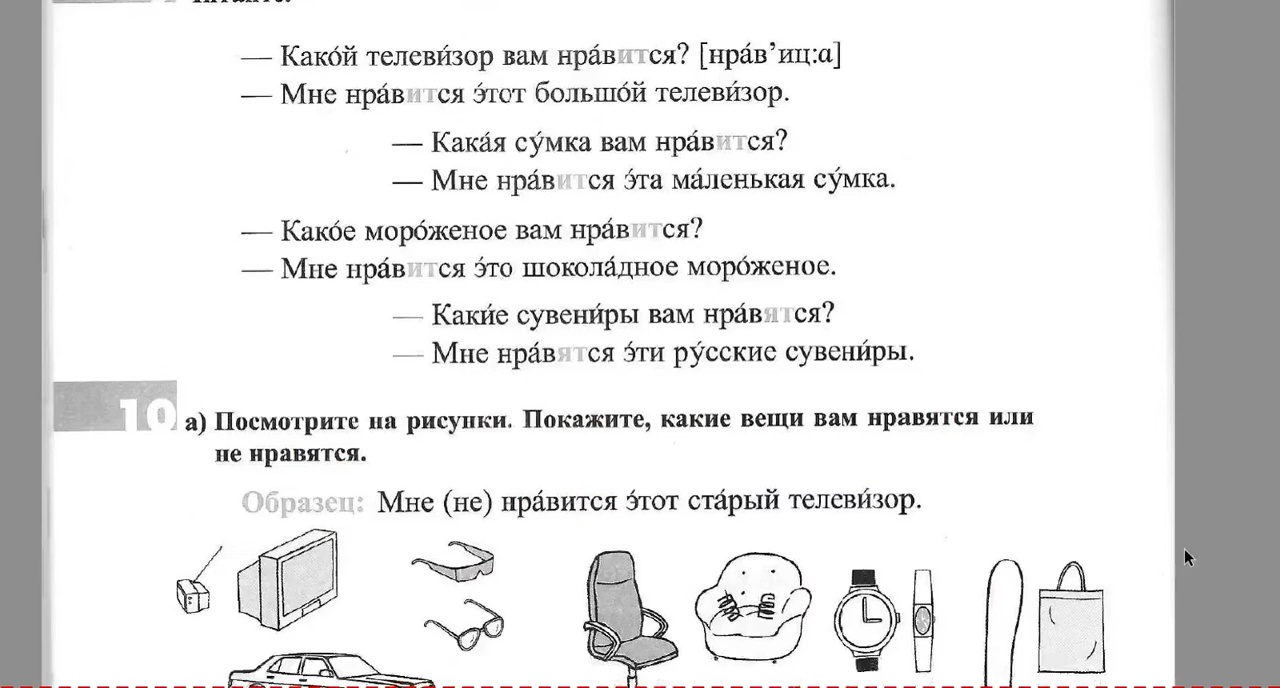 — Како́й телеви́зор вам нра́вится? [нра́в’иц:а]
— Мне нра́вится э́тот большо́й телеви́зор.
— Кака́я су́мка вам нра́вится?
— Мне нра́вится э́та ма́ленькая су́мка.
— Како́е моро́женое вам нра́вится?
— Мне нра́вится э́то шокола́дное моро́женое.
— Каки́е сувени́ры вам нра́вятся?
— Мне нра́вятся э́ти ру́сские сувени́ры.
10 а) Посмотрите на рисунки. Покажите, какие вещи вам нравятся или
не нравятся.
Образец: Мне (не) нра́вится э́тот ста́рый телеви́зор.